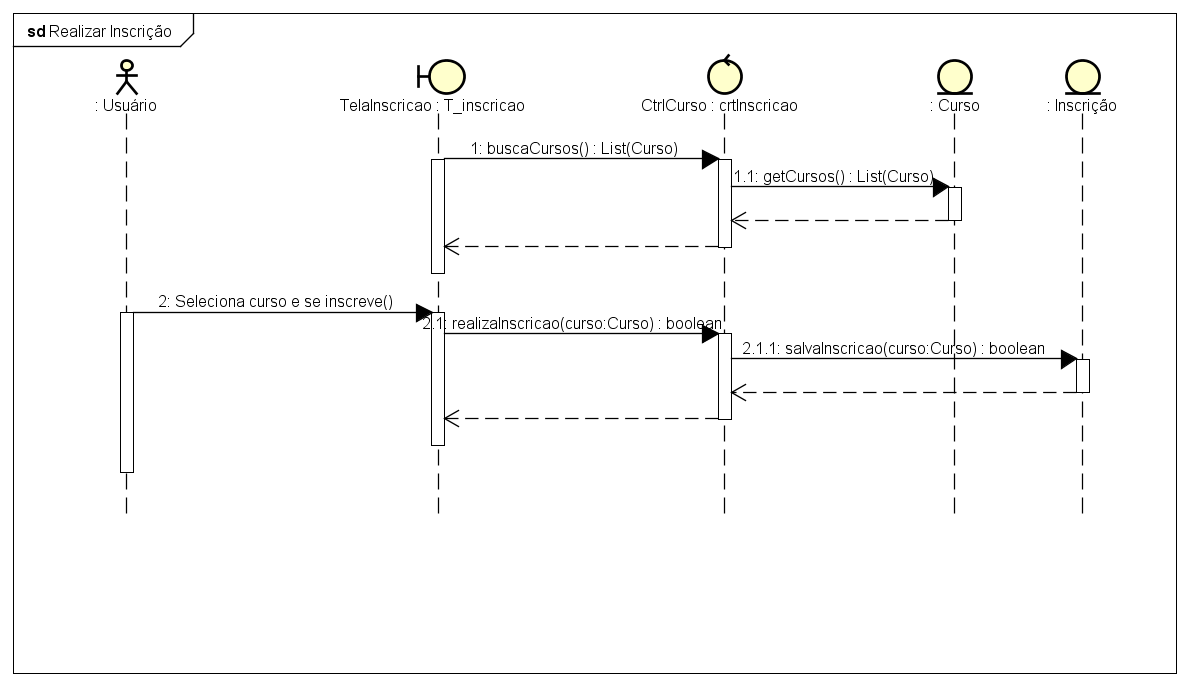 sd Realizar Inscrição
: Usuário
TelaInscricao : T_inscricao
CtrlCurso : crtInscricao
: Curso
: Inscrição
1: buscaCursos() : List(Curso)
1.1: getCursos() : List(Curso)
2: Seleciona curso e se inscreve()
2.1: realizaInscricao(curso:Curso) : boolean
2.1.1: salvaInscricao(curso:Curso) : boolean